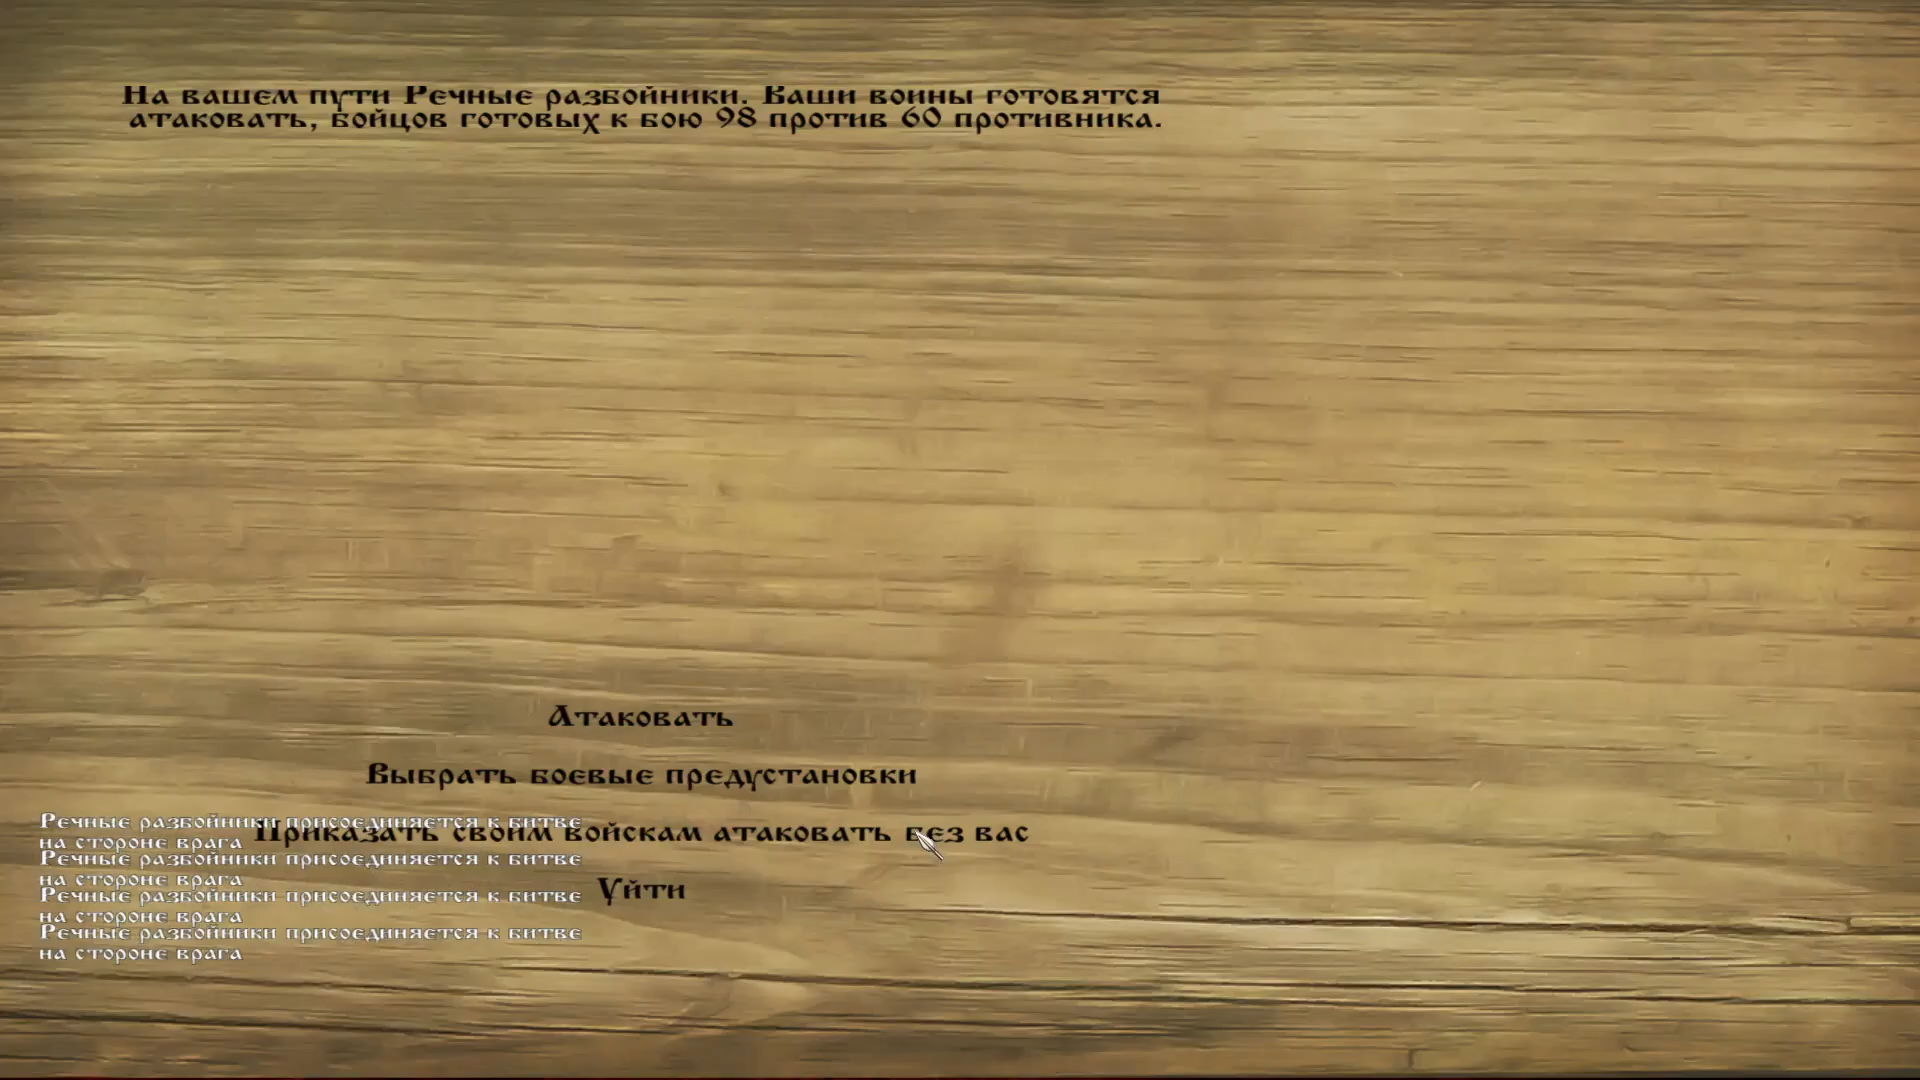 На вашем пути Речные разбойники. Ваши воины готовятся
атаковать, бойцов готовых к бою 98 против 60 противника.
Атаковать
Выбрать боевые предустановки
Приказать своим войскам атаковать без вас
Уйти
Речные разбойники присоединяется к битве
на стороне врага
Речные разбойники присоединяется к битве
на стороне врага
Речные разбойники присоединяется к битве
на стороне врага
Речные разбойники присоединяется к битве
на стороне врага